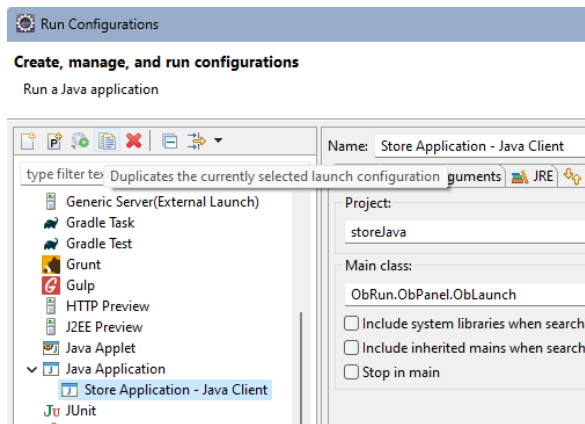 Run Configurations
Create, manage, and run configurations
Run a Java application
Name: Store Application - Java Client
type filter tex
Duplicates the currently selected launch configuration
guments
JRE
Generic Server(External Launch)
Gradle Task
Gradle Test
Grunt
Gulp
HTTP Preview
J2EE Preview
Java Applet
Java Application
Store Application - Java Client
JUnit
Project:
storeJava
Main class:
ObRun.ObPanel.ObLaunch
Include system libraries when search
Include inherited mains when search
Stop in main